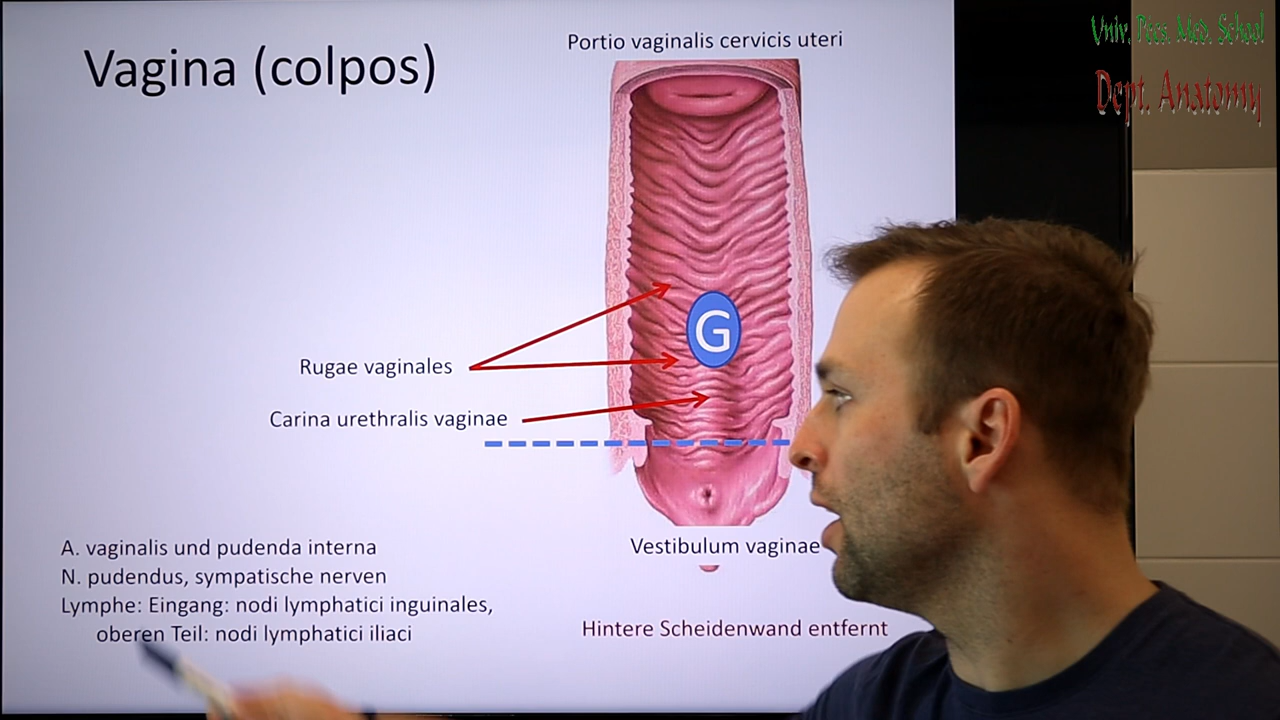 Vagina (colpos)
Portio vaginalis cervicis uteri
Univ. Pécs. Med. School
Dept. Anatomy
G
Rugae vaginales
Carina urethralis vaginae
A. vaginalis und pudenda interna
N. pudendus, sympatische nerven
Lymphe: Eingang: nodi lymphatici inguinales,
oberen Teil: nodi lymphatici iliaci
Vestibulum vaginae
Hintere Scheidenwand entfernt